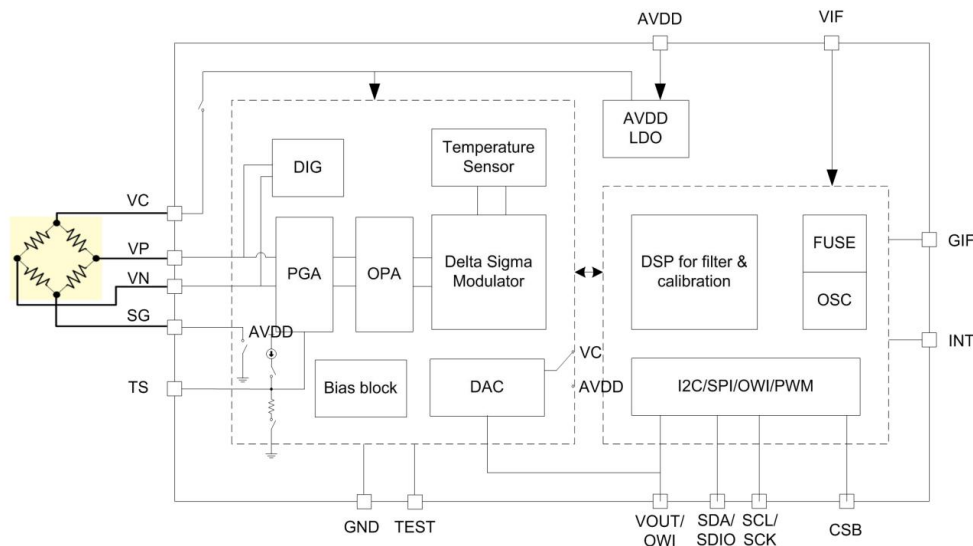 AVDD
VIF
AVDD
LDO
Temperature
Sensor
DIG
VC
VP
VN
SG
TS
PGA
OPA
Delta Sigma
Modulator
DSP for filter &
calibration
FUSE
OSC
GIF
INT
AVDD
Bias block
DAC
VC
AVDD
I2C/SPI/OWI/PWM
GND
TEST
VOUT/
OWI
SDA/
SDIO
SCL/
SCK
CSB